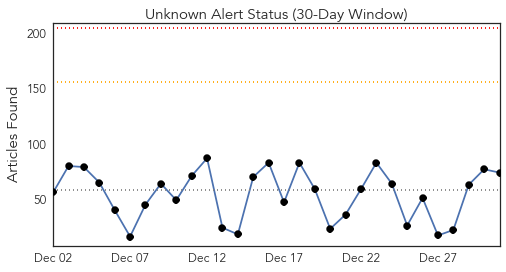 Unknown Alert Status (30-Day Window)
Articles Found
200
150
100
50
Dec 02 Dec 07 Dec 12 Dec 17 Dec 22 Dec 27